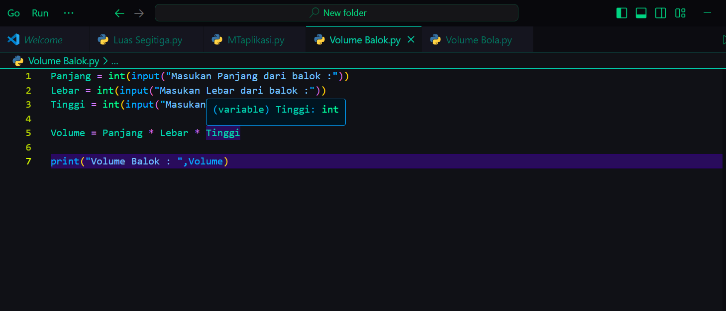 Go Run ··· ← → New folder
Welcome Luas Segitiga.py MTaplikasi.py Volume Balok.py × Volume Bola.py
Volume Balok.py > ...
1 Panjang = int(input("Masukan Panjang dari balok :"))
2 Lebar = int(input("Masukan Lebar dari balok :"))
3 Tinggi = int(input("Masukan
(variable) Tinggi: int
4
5 Volume = Panjang * Lebar * Tinggi
6
7 print("Volume Balok : ",Volume)